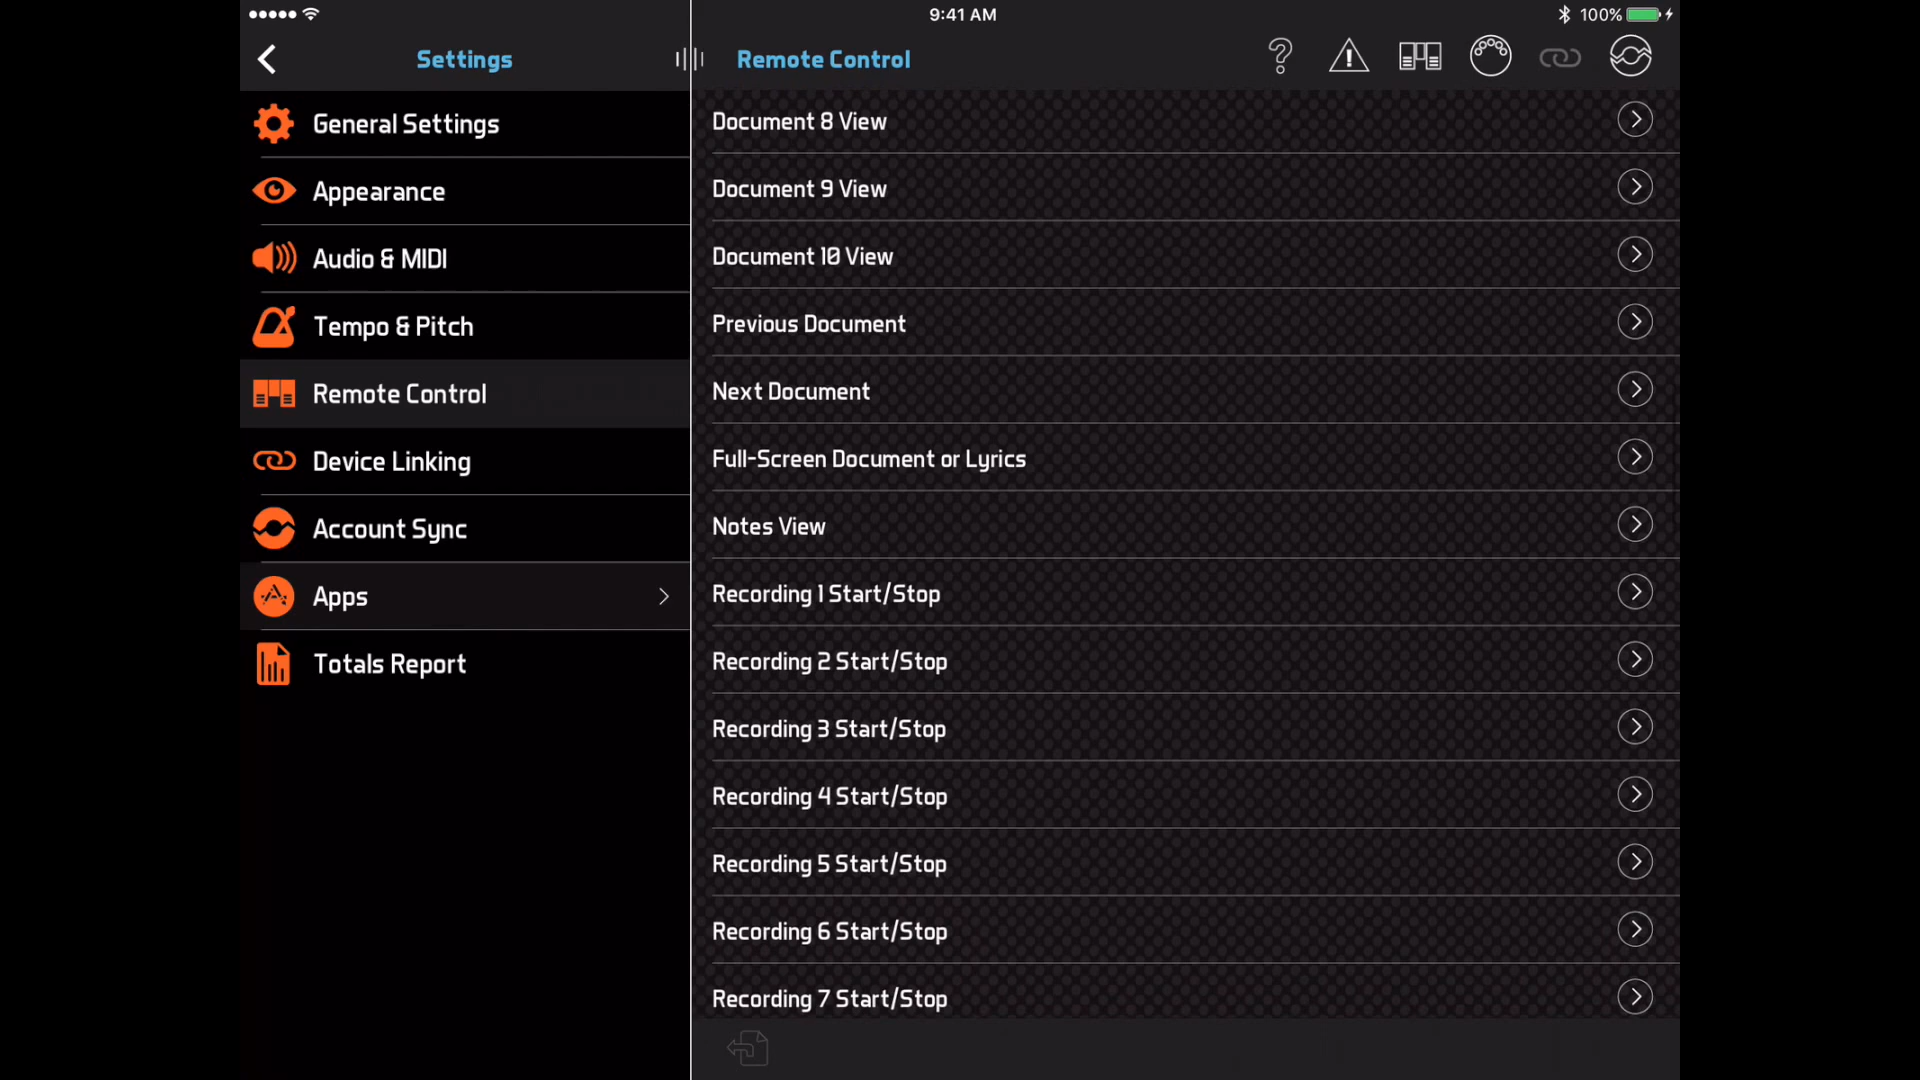 9:41 AM
100%
Settings
Remote Control
General Settings
Appearance
Audio & MIDI
Tempo & Pitch
Remote Control
Device Linking
Account Sync
Apps
Totals Report
Document 8 View
Document 9 View
Document 10 View
Previous Document
Next Document
Full-Screen Document or Lyrics
Notes View
Recording 1 Start/Stop
Recording 2 Start/Stop
Recording 3 Start/Stop
Recording 4 Start/Stop
Recording 5 Start/Stop
Recording 6 Start/Stop
Recording 7 Start/Stop